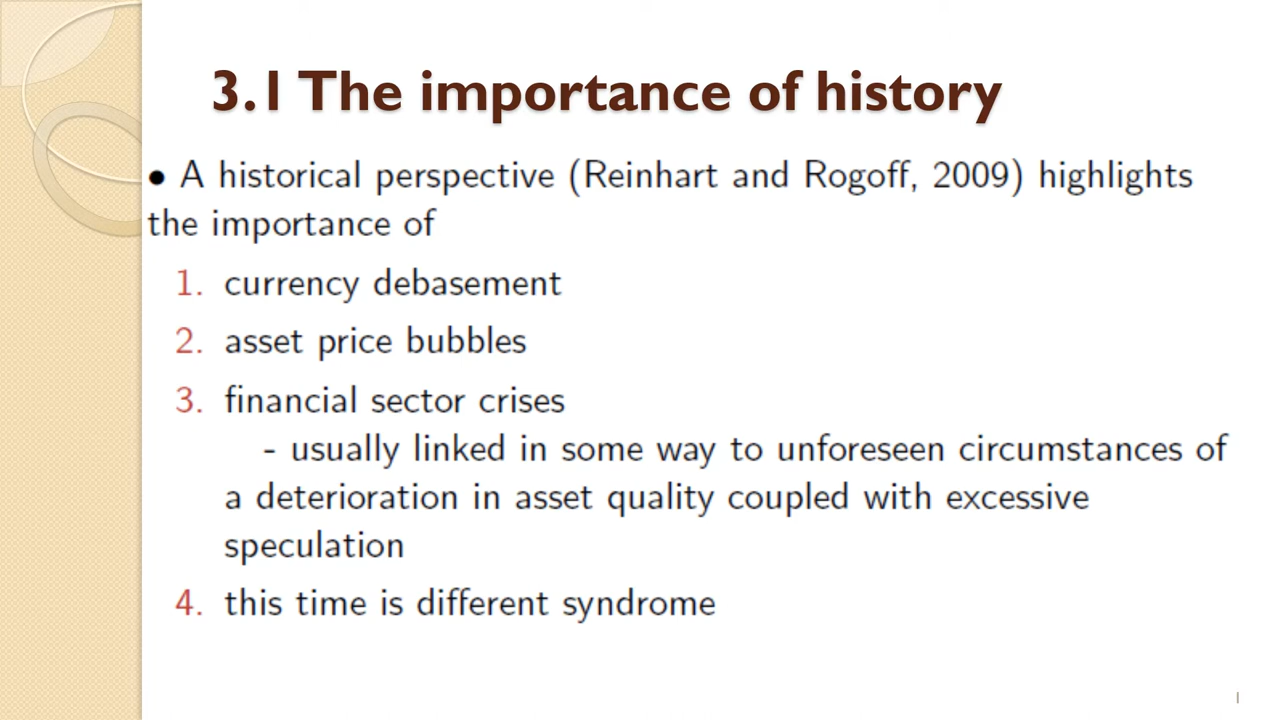 3.1 The importance of history
• A historical perspective (Reinhart and Rogoff, 2009) highlights
the importance of
1. currency debasement
2. asset price bubbles
3. financial sector crises
- usually linked in some way to unforeseen circumstances of
a deterioration in asset quality coupled with excessive
speculation
4. this time is different syndrome
1